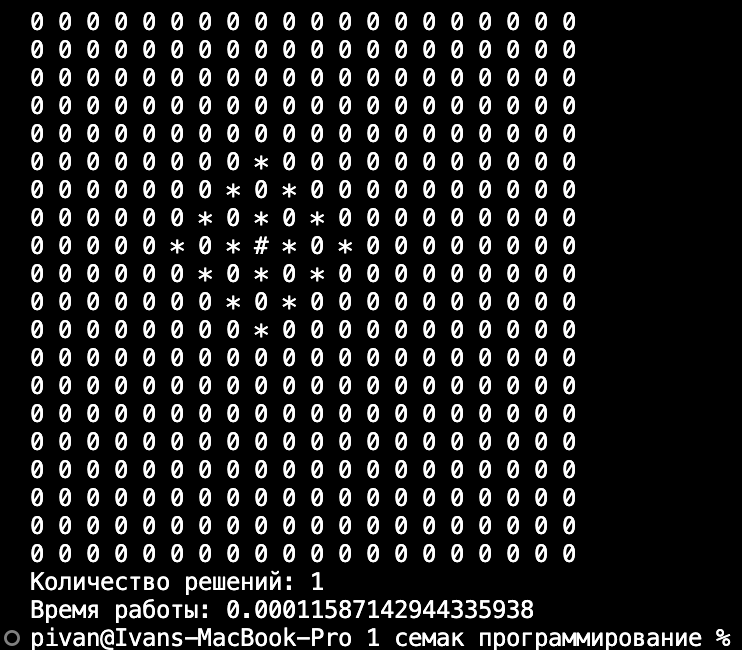 0 0 0 0 0 0 0 0 0 0 0 0 0 0 0 0 0 0 0 0
0 0 0 0 0 0 0 0 0 0 0 0 0 0 0 0 0 0 0 0
0 0 0 0 0 0 0 0 0 0 0 0 0 0 0 0 0 0 0 0
0 0 0 0 0 0 0 0 0 0 0 0 0 0 0 0 0 0 0 0
0 0 0 0 0 0 0 0 0 0 0 0 0 0 0 0 0 0 0 0
0 0 0 0 0 0 0 0 * 0 0 0 0 0 0 0 0 0 0 0
0 0 0 0 0 0 0 * 0 * 0 0 0 0 0 0 0 0 0 0
0 0 0 0 0 0 * 0 * 0 * 0 0 0 0 0 0 0 0 0
0 0 0 0 0 * 0 * # * 0 * 0 0 0 0 0 0 0 0
0 0 0 0 0 0 * 0 * 0 * 0 0 0 0 0 0 0 0 0
0 0 0 0 0 0 0 * 0 * 0 0 0 0 0 0 0 0 0 0
0 0 0 0 0 0 0 0 * 0 0 0 0 0 0 0 0 0 0 0
0 0 0 0 0 0 0 0 0 0 0 0 0 0 0 0 0 0 0 0
0 0 0 0 0 0 0 0 0 0 0 0 0 0 0 0 0 0 0 0
0 0 0 0 0 0 0 0 0 0 0 0 0 0 0 0 0 0 0 0
0 0 0 0 0 0 0 0 0 0 0 0 0 0 0 0 0 0 0 0
0 0 0 0 0 0 0 0 0 0 0 0 0 0 0 0 0 0 0 0
0 0 0 0 0 0 0 0 0 0 0 0 0 0 0 0 0 0 0 0
0 0 0 0 0 0 0 0 0 0 0 0 0 0 0 0 0 0 0 0
0 0 0 0 0 0 0 0 0 0 0 0 0 0 0 0 0 0 0 0
Количество решений: 1
Время работы: 0.00011587142944335938
pivan@Ivans-MacBook-Pro 1 семак программирование %